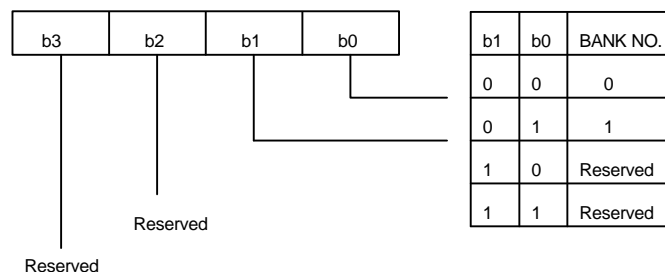 b3 b2 b1 b0
b1 b0 BANK NO.
0 0 0
0 1 1
1 0 Reserved
1 1 Reserved
Reserved
Reserved